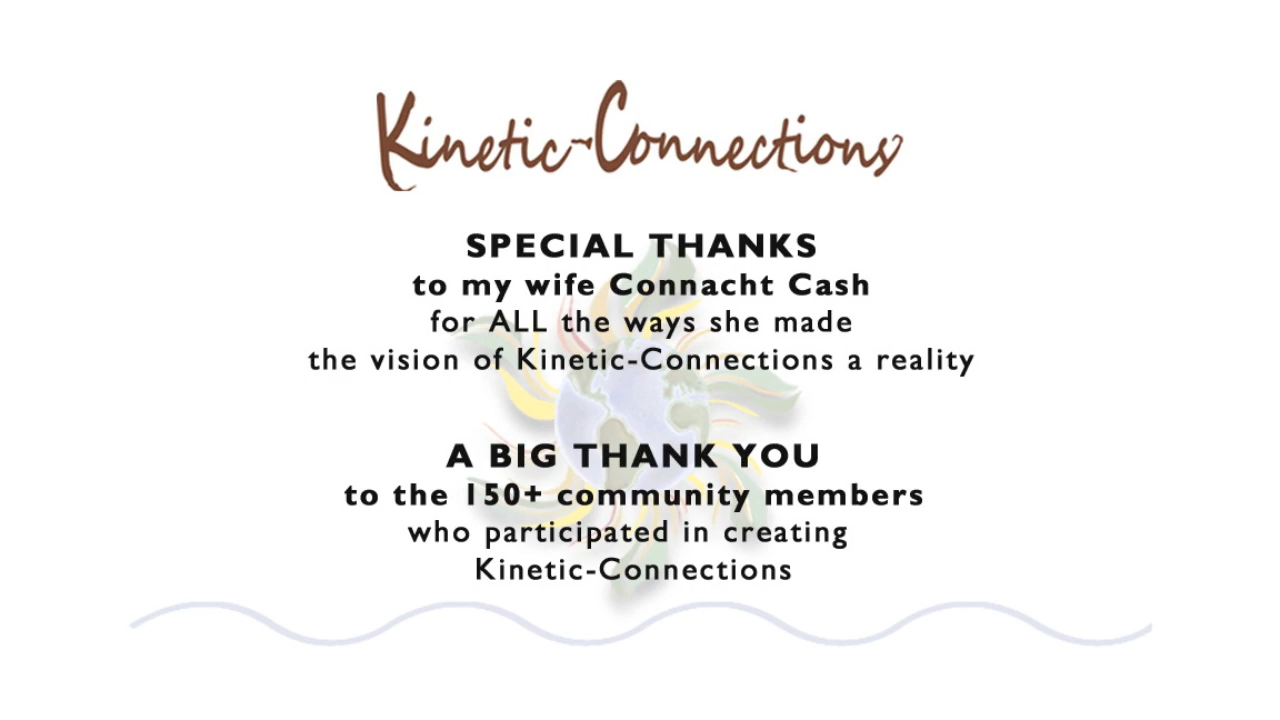 Kinetic-Connections
SPECIAL THANKS
to my wife Connacht Cash
for ALL the ways she made
the vision of Kinetic-Connections a reality
A BIG THANK YOU
to the 150+ community members
who participated in creating
Kinetic-Connections